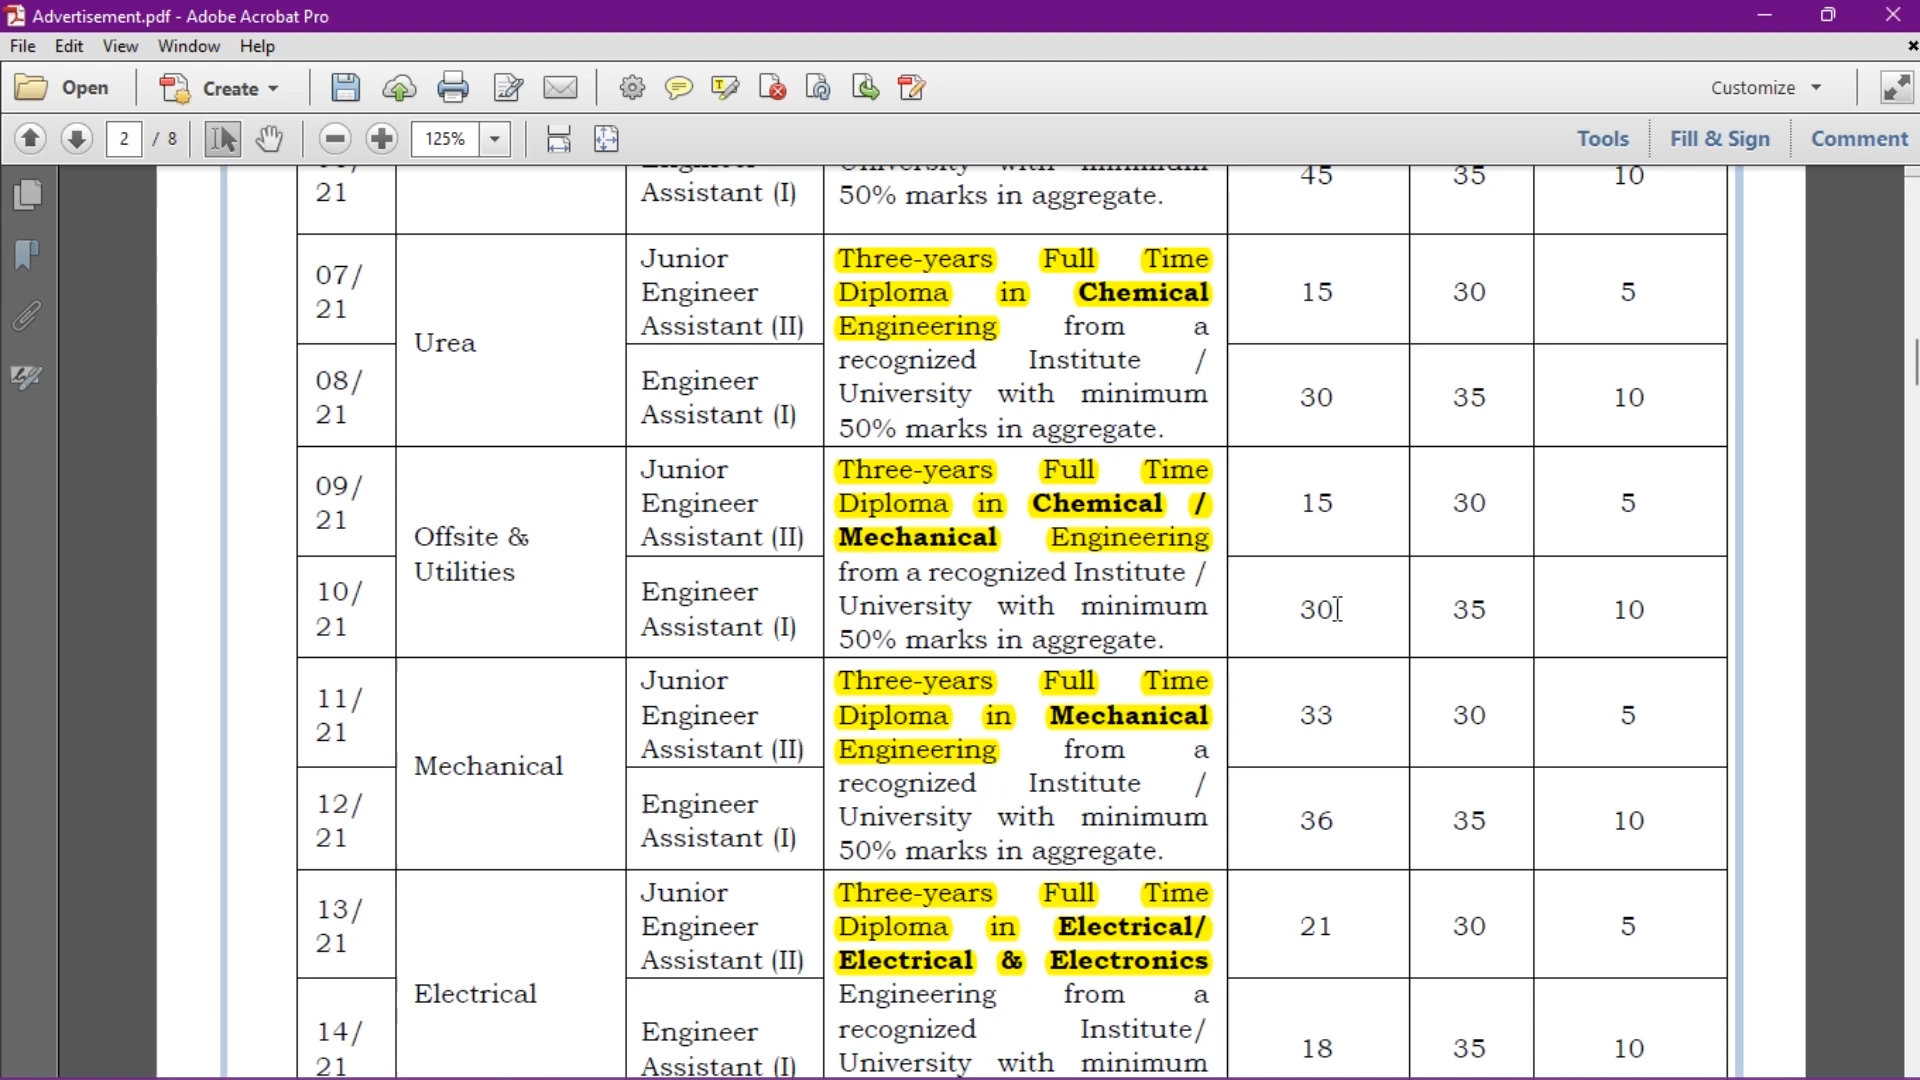 Advertisement.pdf - Adobe Acrobat Pro
File Edit View Window Help
Open Create Customize
2 / 8 125% Tools Fill & Sign Comment
21 Assistant (I) 50% marks in aggregate. 45 35 10
07/
21
Urea
Junior
Engineer
Assistant (II)
Three-years Full Time
Diploma in Chemical
Engineering from a
recognized Institute /
University with minimum
50% marks in aggregate.
15 30 5
08/
21
Engineer
Assistant (I)
30 35 10
09/
21
Offsite &
Utilities
Junior
Engineer
Assistant (II)
Three-years Full Time
Diploma in Chemical /
Mechanical Engineering
from a recognized Institute /
University with minimum
50% marks in aggregate.
15 30 5
10/
21
Engineer
Assistant (I)
30 35 10
11/
21
Mechanical
Junior
Engineer
Assistant (II)
Three-years Full Time
Diploma in Mechanical
Engineering from a
recognized Institute /
University with minimum
50% marks in aggregate.
33 30 5
12/
21
Engineer
Assistant (I)
36 35 10
13/
21
Electrical
Junior
Engineer
Assistant (II)
Three-years Full Time
Diploma in Electrical/
Electrical & Electronics
Engineering from a
recognized Institute/
University with minimum
21 30 5
14/
21
Engineer
Assistant (I)
18 35 10